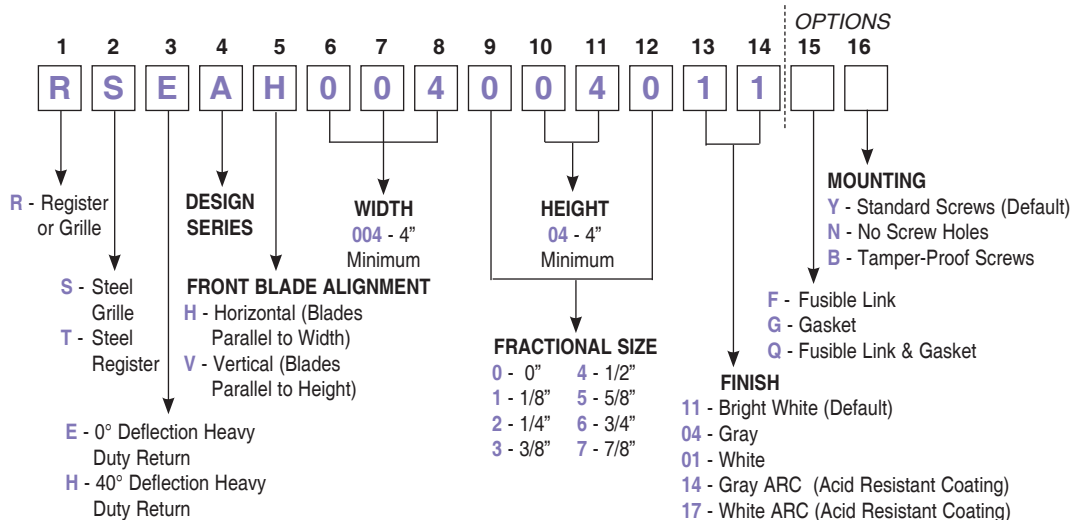 OPTIONS
1 2 3 4 5 6 7 8 9 10 11 12 13 14 15 16
R S E A H 0 0 4 0 0 4 0 1 1
R - Register
or Grille
S - Steel
Grille
T - Steel
Register
E - 0° Deflection Heavy
Duty Return
H - 40° Deflection Heavy
Duty Return
DESIGN
SERIES
FRONT BLADE ALIGNMENT
H - Horizontal (Blades
Parallel to Width)
V - Vertical (Blades
Parallel to Height)
WIDTH
004 - 4”
Minimum
HEIGHT
04 - 4”
Minimum
FRACTIONAL SIZE
0 - 0” 4 - 1/2”
1 - 1/8” 5 - 5/8”
2 - 1/4” 6 - 3/4”
3 - 3/8” 7 - 7/8”
FINISH
11 - Bright White (Default)
04 - Gray
01 - White
14 - Gray ARC (Acid Resistant Coating)
17 - White ARC (Acid Resistant Coating)
F - Fusible Link
G - Gasket
Q - Fusible Link & Gasket
MOUNTING
Y - Standard Screws (Default)
N - No Screw Holes
B - Tamper-Proof Screws